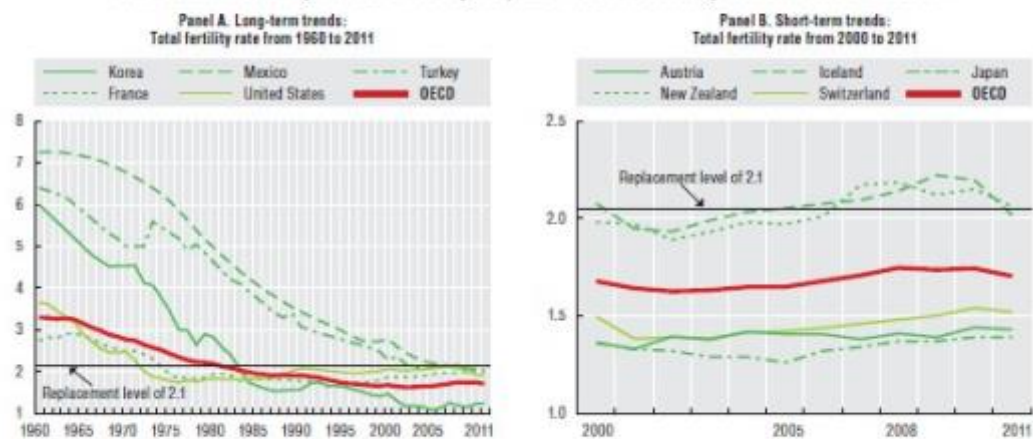 Panel A. Long-term trends:
Total fertility rate from 1960 to 2011
Korea Mexico Turkey
France United States OECD
8
7
6
5
4
3
2
1
Replacement level of 2.1
1960 1965 1970 1975 1980 1985 1990 1995 2000 2005 2011
Panel B. Short-term trends:
Total fertility rate from 2000 to 2011
Austria Iceland Japan
New Zealand Switzerland OECD
2.5
Replacement level of 2.1
2.0
1.5
1.0
2000 2005 2008 2011